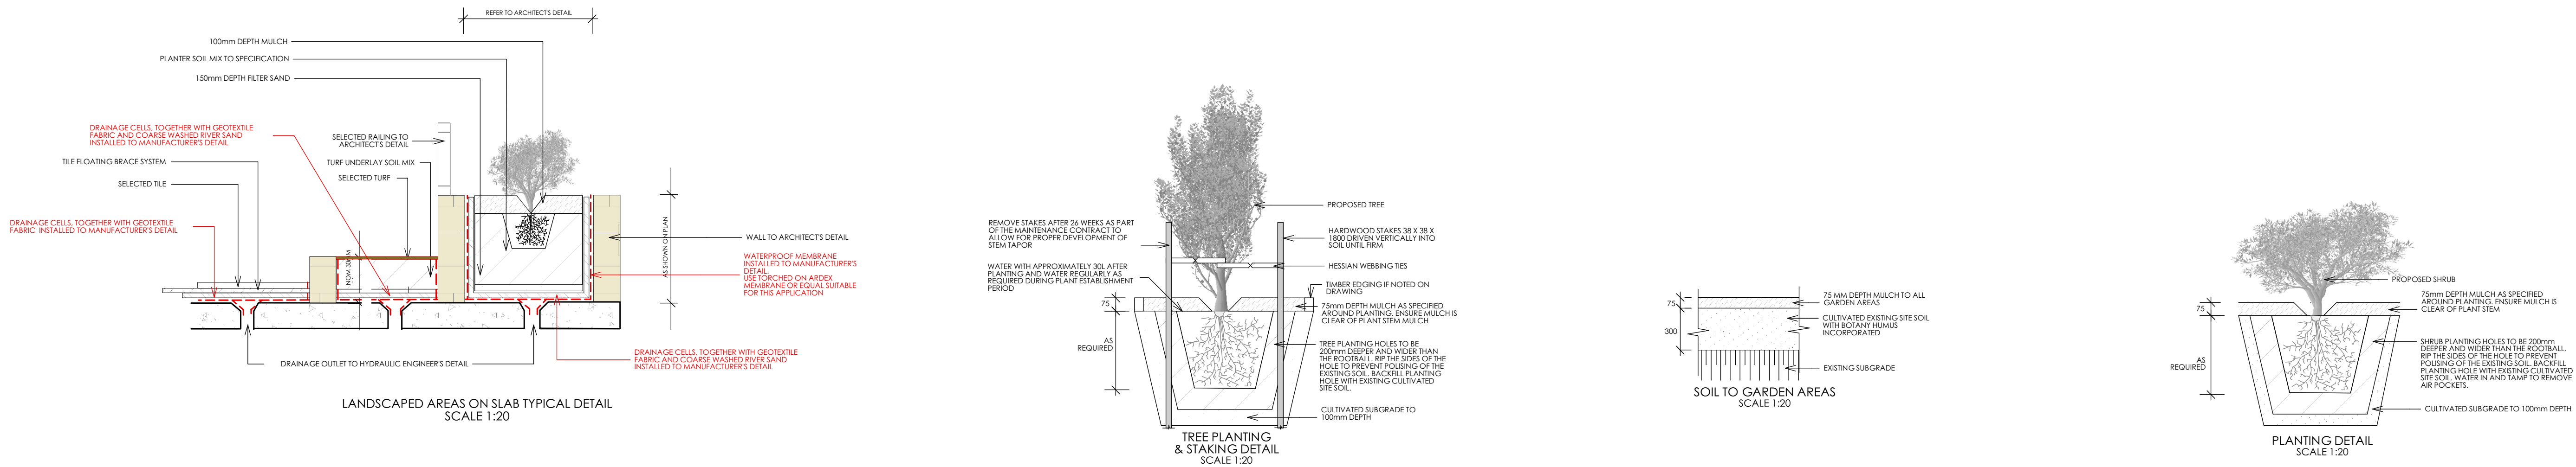 REFER TO ARCHITECT'S DETAIL
100mm DEPTH MULCH
PLANTER SOIL MIX TO SPECIFICATION
150mm DEPTH FILTER SAND
DRAINAGE CELLS, TOGETHER WITH GEOTEXTILE
FABRIC AND COARSE WASHED RIVER SAND
INSTALLED TO MANUFACTURER'S DETAIL
SELECTED RAILING TO
ARCHITECT'S DETAIL
TILE FLOATING BRACE SYSTEM
TURF UNDERLAY SOIL MIX
SELECTED TILE
SELECTED TURF
DRAINAGE CELLS, TOGETHER WITH GEOTEXTILE
FABRIC INSTALLED TO MANUFACTURER'S DETAIL
AS SHOWN ON PLAN
WALL TO ARCHITECT'S DETAIL
WATERPROOF MEMBRANE
INSTALLED TO MANUFACTURER'S
DETAIL.
USE TORCHED ON ARDEX
MEMBRANE OR EQUAL SUITABLE
FOR THIS APPLICATION
DRAINAGE CELLS, TOGETHER WITH GEOTEXTILE
FABRIC AND COARSE WASHED RIVER SAND
INSTALLED TO MANUFACTURER'S DETAIL
DRAINAGE OUTLET TO HYDRAULIC ENGINEER'S DETAIL
LANDSCAPED AREAS ON SLAB TYPICAL DETAIL
SCALE 1:20
REMOVE STAKES AFTER 26 WEEKS AS PART
OF THE MAINTENANCE CONTRACT TO
ALLOW FOR PROPER DEVELOPMENT OF
STEM TAPOR
WATER WITH APPROXIMATELY 30L AFTER
PLANTING AND WATER REGULARLY AS
REQUIRED DURING PLANT ESTABLISHMENT
PERIOD
75
AS
REQUIRED
PROPOSED TREE
HARDWOOD STAKES 38 X 38 X
1800 DRIVEN VERTICALLY INTO
SOIL UNTIL FIRM
HESSIAN WEBBING TIES
TIMBER EDGING IF NOTED ON
DRAWING
75mm DEPTH MULCH AS SPECIFIED
AROUND PLANTING. ENSURE MULCH IS
CLEAR OF PLANT STEM MULCH
TREE PLANTING HOLES TO BE
200mm DEEPER AND WIDER THAN
THE ROOTBALL. RIP THE SIDES OF THE
HOLE TO PREVENT POLISING OF THE
EXISTING SOIL. BACKFILL PLANTING
HOLE WITH EXISTING CULTIVATED
SITE SOIL.
CULTIVATED SUBGRADE TO
100mm DEPTH
TREE PLANTING
& STAKING DETAIL
SCALE 1:20
75
300
75 MM DEPTH MULCH TO ALL
GARDEN AREAS
CULTIVATED EXISTING SITE SOIL
WITH BOTANY HUMUS
INCORPORATED
EXISTING SUBGRADE
SOIL TO GARDEN AREAS
SCALE 1:20
75
AS
REQUIRED
PROPOSED SHRUB
75mm DEPTH MULCH AS SPECIFIED
AROUND PLANTING. ENSURE MULCH IS
CLEAR OF PLANT STEM
SHRUB PLANTING HOLES TO BE 200mm
DEEPER AND WIDER THAN THE ROOTBALL.
RIP THE SIDES OF THE HOLE TO PREVENT
POLISING OF THE EXISTING SOIL. BACKFILL
PLANTING HOLE WITH EXISTING CULTIVATED
SITE SOIL. WATER IN AND TAMP TO REMOVE
AIR POCKETS.
CULTIVATED SUBGRADE TO 100mm DEPTH
PLANTING DETAIL
SCALE 1:20